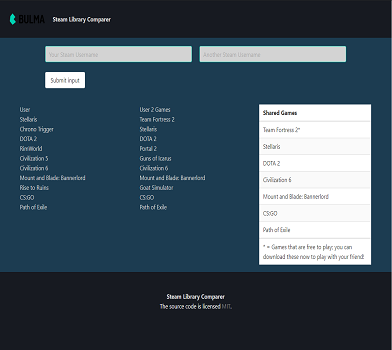 BULMA Steam Library Comparer
Your Steam Username
Another Steam Username
Submit input
User
Stellaris
Chrono Trigger
DOTA 2
RimWorld
Civilization 5
Civilization 6
Mount and Blade: Bannerlord
Rise to Ruins
CS:GO
Path of Exile
User 2 Games
Team Fortress 2
Stellaris
DOTA 2
Portal 2
Guns of Icarus
Civilization 6
Mount and Blade: Bannerlord
Goat Simulator
CS:GO
Path of Exile
Shared Games
Team Fortress 2*
Stellaris
DOTA 2
Civilization 6
Mount and Blade: Bannerlord
CS:GO
Path of Exile
* = Games that are free to play; you can
download these now to play with your friend!
Steam Library Comparer
The source code is licensed MIT.